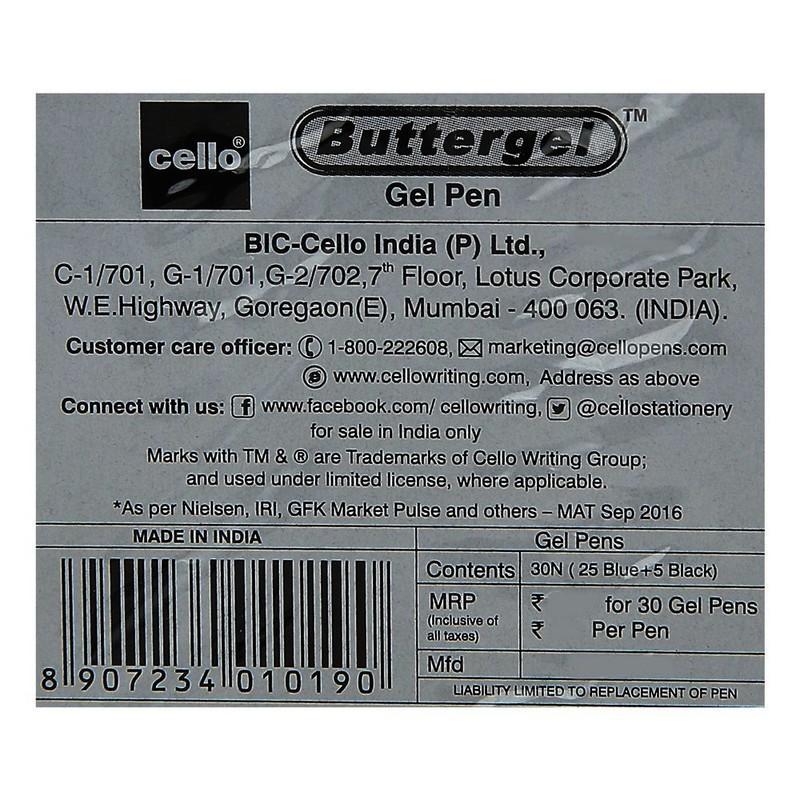 cello®
Buttergel™
Gel Pen
BIC-Cello India (P) Ltd.,
C-1/701, G-1/701,G-2/702,7th Floor, Lotus Corporate Park,
W.E.Highway, Goregaon(E), Mumbai - 400 063. (INDIA).
Customer care officer: 1-800-222608, marketing@cellopens.com
www.cellowriting.com, Address as above
Connect with us: f www.facebook.com/ cellowriting, @cellostationery
for sale in India only
Marks with TM & ® are Trademarks of Cello Writing Group;
and used under limited license, where applicable.
*As per Nielsen, IRI, GFK Market Pulse and others – MAT Sep 2016
MADE IN INDIA
8 907234 010190
Gel Pens
Contents 30N ( 25 Blue+5 Black)
MRP ₹ for 30 Gel Pens
(Inclusive of
all taxes) ₹ Per Pen
Mfd
LIABILITY LIMITED TO REPLACEMENT OF PEN